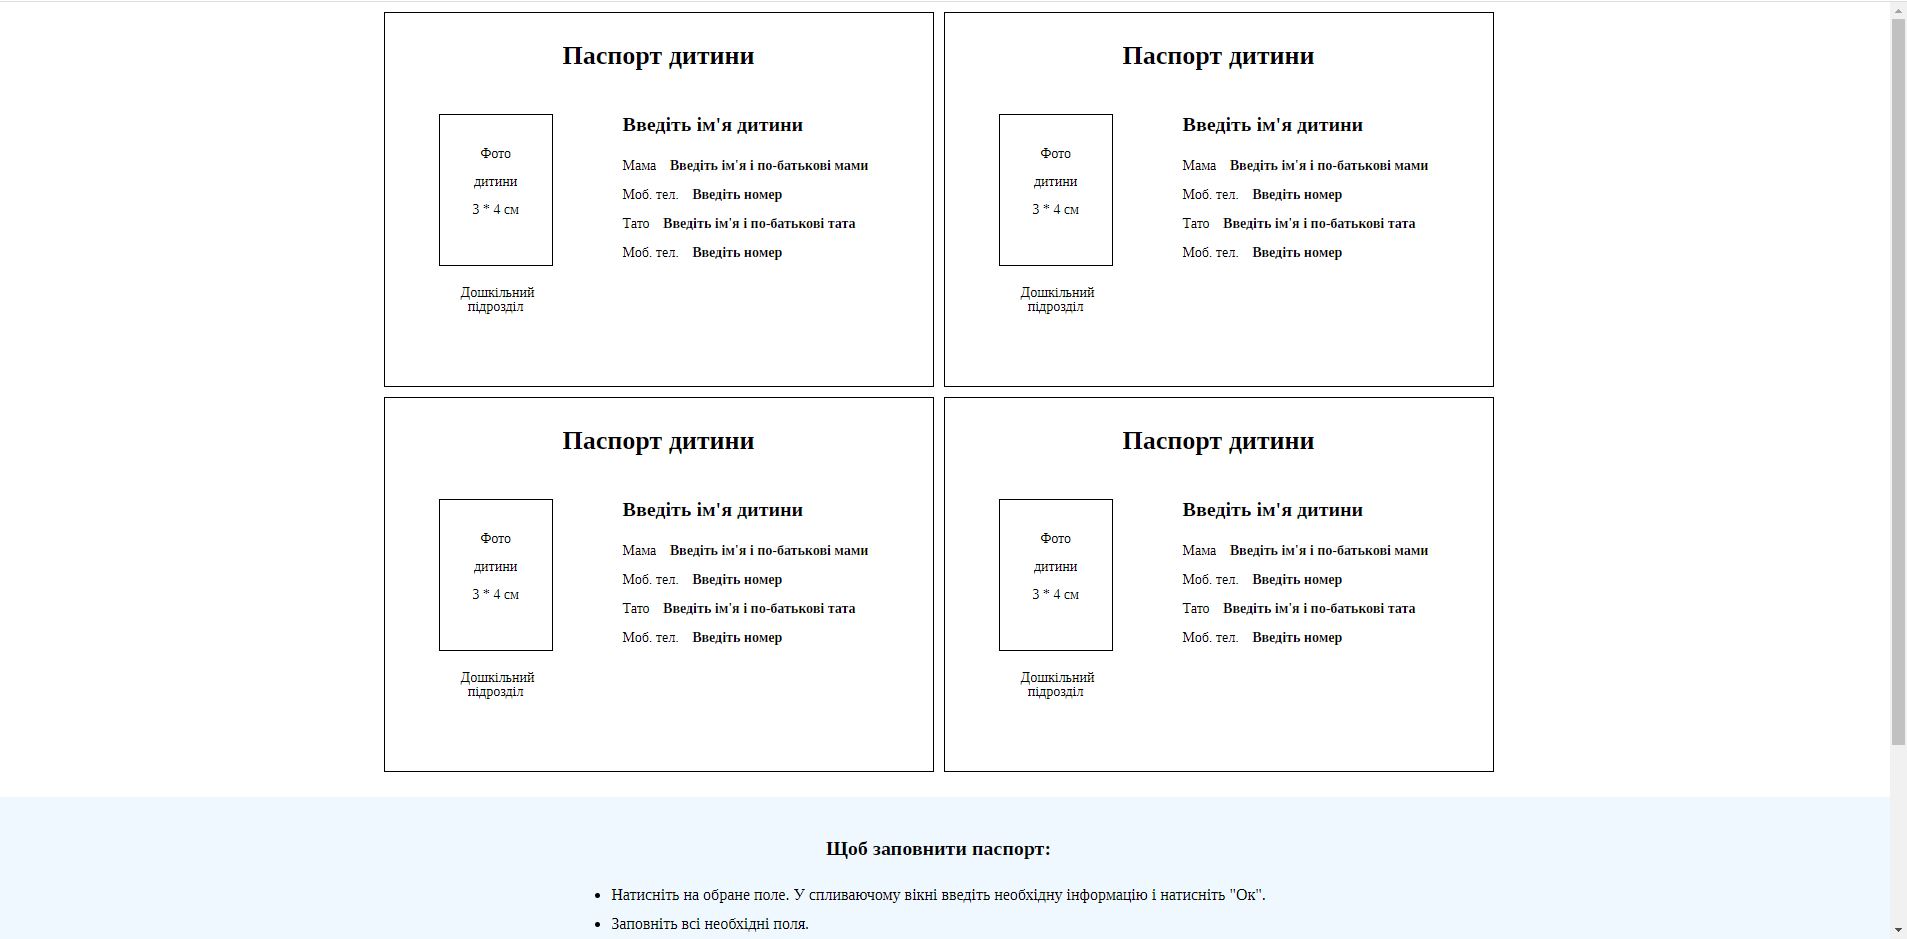 Паспорт дитини
Фото
дитини
3 * 4 см
Дошкільний
підрозділ
Введіть ім'я дитини
Мама Введіть ім'я і по-батькові мами
Моб. тел. Введіть номер
Тато Введіть ім'я і по-батькові тата
Моб. тел. Введіть номер
Паспорт дитини
Фото
дитини
3 * 4 см
Дошкільний
підрозділ
Введіть ім'я дитини
Мама Введіть ім'я і по-батькові мами
Моб. тел. Введіть номер
Тато Введіть ім'я і по-батькові тата
Моб. тел. Введіть номер
Паспорт дитини
Фото
дитини
3 * 4 см
Дошкільний
підрозділ
Введіть ім'я дитини
Мама Введіть ім'я і по-батькові мами
Моб. тел. Введіть номер
Тато Введіть ім'я і по-батькові тата
Моб. тел. Введіть номер
Паспорт дитини
Фото
дитини
3 * 4 см
Дошкільний
підрозділ
Введіть ім'я дитини
Мама Введіть ім'я і по-батькові мами
Моб. тел. Введіть номер
Тато Введіть ім'я і по-батькові тата
Моб. тел. Введіть номер
Щоб заповнити паспорт:
• Натисніть на обране поле. У спливаючому вікні введіть необхідну інформацію і натисніть "Ок".
• Заповніть всі необхідні поля.